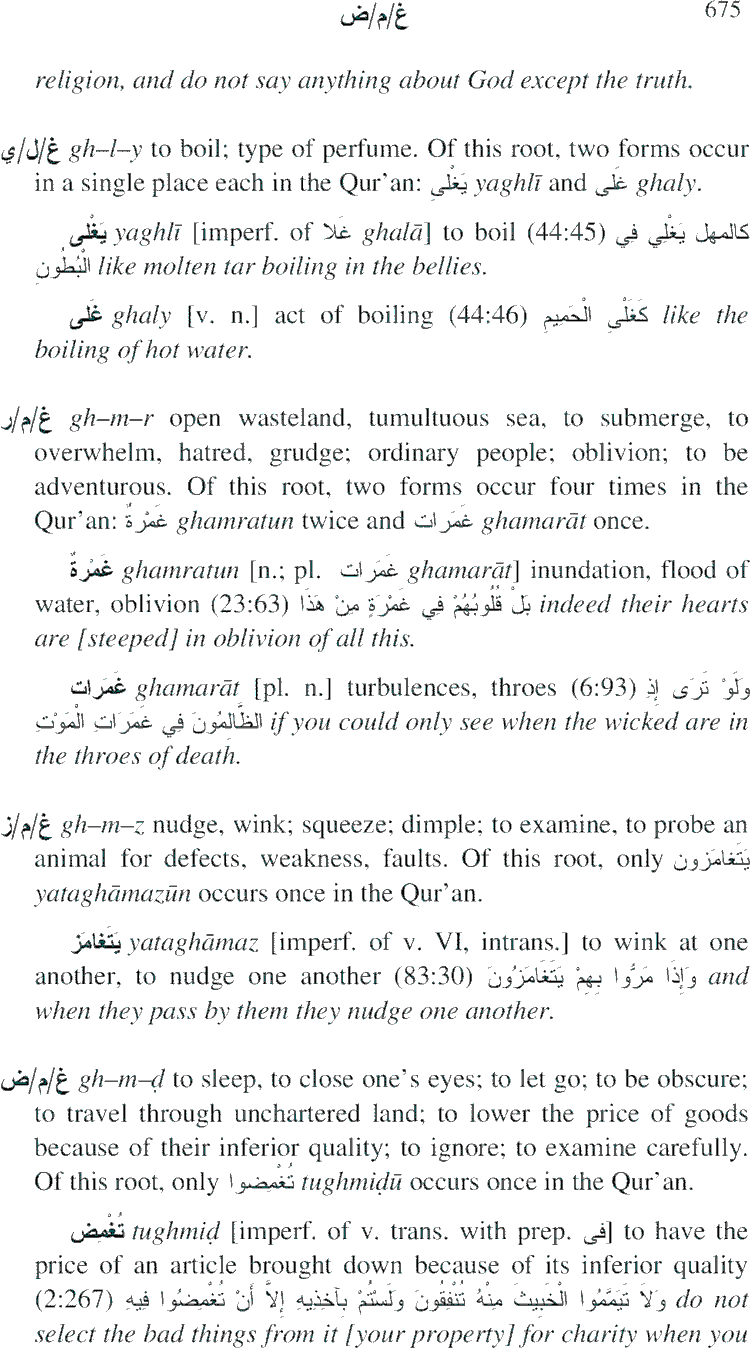 غ/م/ض 675
religion, and do not say anything about God except the truth.
غ/ل/ي gh–l–y to boil; type of perfume. Of this root, two forms occur
in a single place each in the Qur’an: يَغْلِى yaghlī and غَلَى ghaly.
يَغْلِى yaghlī [imperf. of غَلا ghalā] to boil (44:45) كالمهل يَغْلِي فِي
الْبُطُونِ like molten tar boiling in the bellies.
غَلَى ghaly [v. n.] act of boiling (44:46) كَغَلْيِ الْحَمِيمِ like the
boiling of hot water.
غ/م/ر gh–m–r open wasteland, tumultuous sea, to submerge, to
overwhelm, hatred, grudge; ordinary people; oblivion; to be
adventurous. Of this root, two forms occur four times in the
Qur’an: غَمْرةٌ ghamratun twice and غَمَرات ghamarāt once.
غَمْرةٌ ghamratun [n.; pl. غَمَرات ghamarāt] inundation, flood of
water, oblivion (23:63) بَلْ قُلُوبُهُمْ فِي غَمْرَةٍ مِنْ هَذَا indeed their hearts
are [steeped] in oblivion of all this.
غَمَرات ghamarāt [pl. n.] turbulences, throes (6:93) وَلَوْ تَرَى إِذِ
الظَّالِمُونَ فِي غَمَرَاتِ الْمَوْتِ if you could only see when the wicked are in
the throes of death.
غ/م/ز gh–m–z nudge, wink; squeeze; dimple; to examine, to probe an
animal for defects, weakness, faults. Of this root, only يَتَغامَزون
yataghāmazūn occurs once in the Qur’an.
يَتَغامَز yataghāmaz [imperf. of v. VI, intrans.] to wink at one
another, to nudge one another (83:30) وَإِذَا مَرُّوا بِهِمْ يَتَغَامَزُونَ and
when they pass by them they nudge one another.
غ/م/ض gh–m–ḍ to sleep, to close one’s eyes; to let go; to be obscure;
to travel through unchartered land; to lower the price of goods
because of their inferior quality; to ignore; to examine carefully.
Of this root, only تُغْمِضوا tughmiḍū occurs once in the Qur’an.
تُغْمِض tughmiḍ [imperf. of v. trans. with prep. فى] to have the
price of an article brought down because of its inferior quality
(2:267) وَلاَ تَيَمَّمُوا الْخَبِيثَ مِنْهُ تُنْفِقُونَ وَلَسْتُمْ بِآخِذِيهِ إِلاَّ أَنْ تُغْمِضُوا فِيهِ do not
select the bad things from it [your property] for charity when you